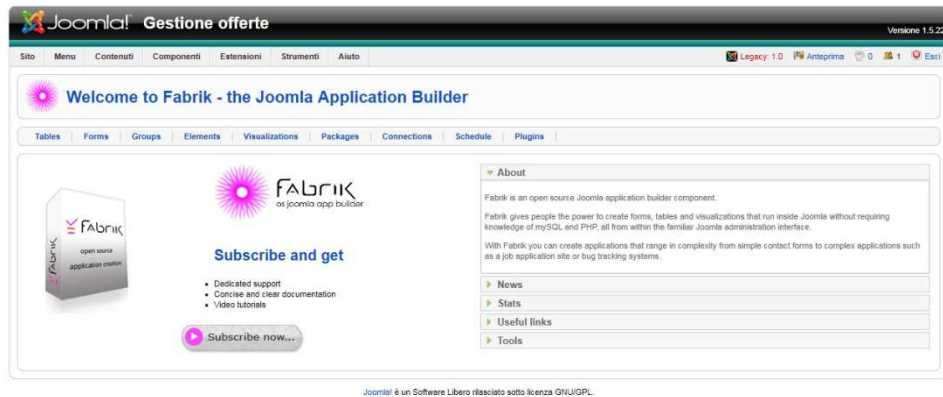 Joomla! Gestione offerte
Versione 1.5.22
Sito Menu Contenuti Componenti Estensioni Strumenti Aiuto
Legacy: 1.0 Anteprima 0 1 Esci
Welcome to Fabrik - the Joomla Application Builder
Tables Forms Groups Elements Visualizations Packages Connections Schedule Plugins
FABRIK
open source
application creation
FABRIK
FABRIK
os joomla app builder
Subscribe and get
Dedicated support
Concise and clear documentation
Video tutorials
Subscribe now...
About
Fabrik is an open source Joomla application builder component.
Fabrik gives people the power to create forms, tables and visualizations that run inside Joomla without requiring
knowledge of mySQL and PHP, all from within the familiar Joomla administration interface.
With Fabrik you can create applications that range in complexity from simple contact forms to complex applications such
as a job application site or bug tracking systems.
News
Stats
Useful links
Tools
Joomla! è un Software Libero rilasciato sotto licenza GNU/GPL.